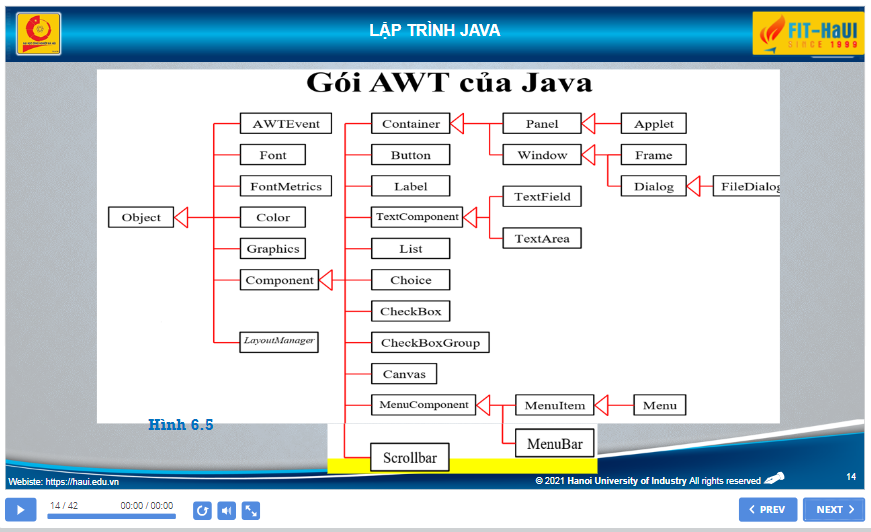 LẬP TRÌNH JAVA
FIT-HaUI
SINCE 1999
Gói AWT của Java
AWTEvent
Container
Panel
Applet
Font
Button
Window
Frame
FontMetrics
Label
Dialog
FileDialog
TextField
Object
Color
TextComponent
TextArea
Graphics
List
Component
Choice
CheckBox
LayoutManager
CheckBoxGroup
Canvas
MenuComponent
MenuItem
Menu
Hình 6.5
MenuBar
Scrollbar
Webiste: https://haui.edu.vn
© 2021 Hanoi University of Industry All rights reserved
14
14 / 42
00:00 / 00:00
PREV
NEXT